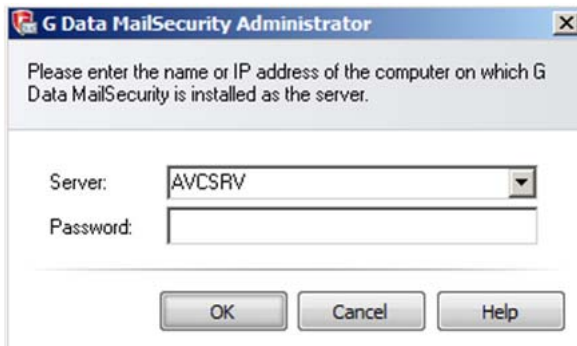 G Data MailSecurity Administrator
Please enter the name or IP address of the computer on which G
Data MailSecurity is installed as the server.
Server: AVCSRV
Password:
OK Cancel Help